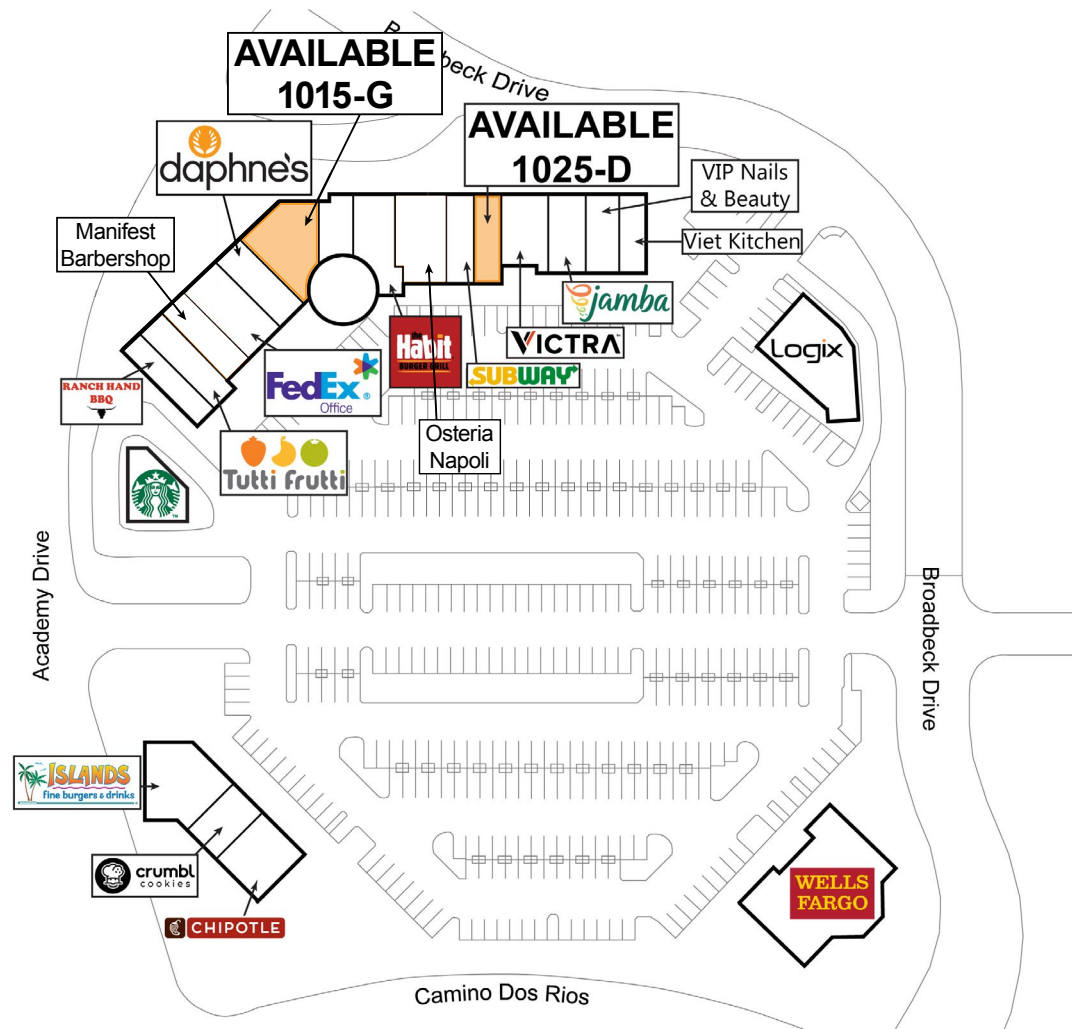 Broadbeck Drive
AVAILABLE
1015-G
AVAILABLE
1025-D
daphne's
VIP Nails
& Beauty
Manifest
Barbershop
Viet Kitchen
jamba
the
Habit
BURGER GRILL
VICTRA™
Logix
SUBWAY
RANCH HAND
BBQ
FedEx®
Office
Osteria
Napoli
Tutti frutti
TM
Academy Drive
Broadbeck Drive
ISLANDS
fine burgers & drinks
crumbl
cookies
WELLS
FARGO
CHIPOTLE
Camino Dos Rios